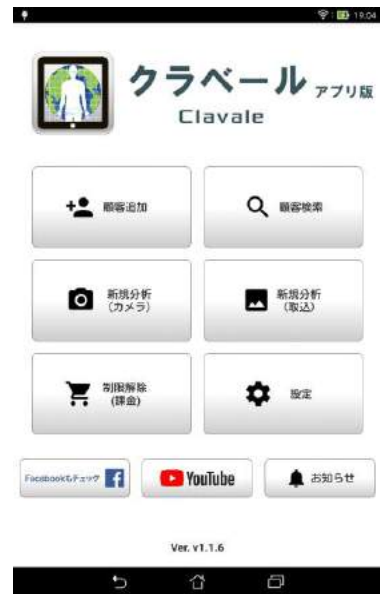 19:04
クラベール アプリ版
Clavale
顧客追加
顧客検索
新規分析
(カメラ)
新規分析
(取込)
制限解除
(課金)
設定
Facebookもチェック
YouTube
お知らせ
Ver. v1.1.6